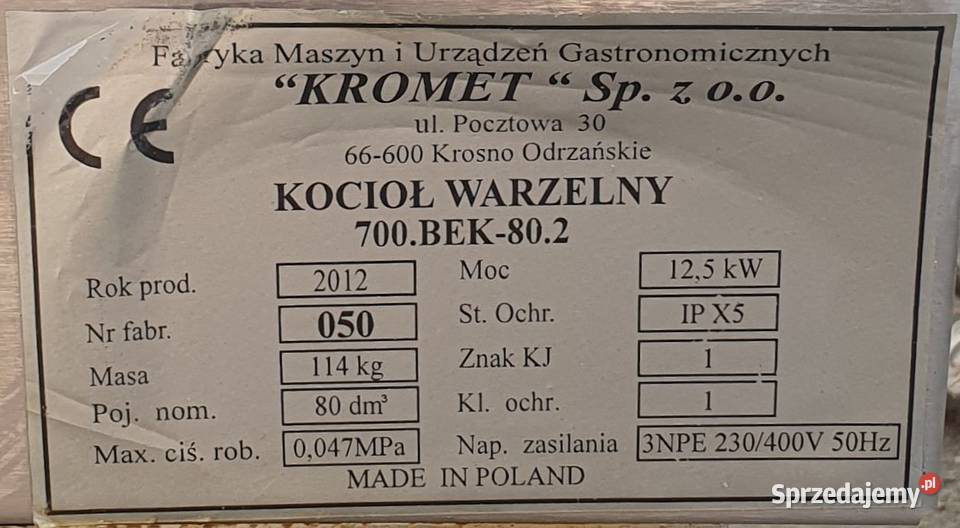 Fabryka Maszyn i Urządzeń Gastronomicznych
“KROMET “ Sp. z o.o.
CE
ul. Pocztowa 30
66-600 Krosno Odrzańskie
KOCIOŁ WARZELNY
700.BEK-80.2
Rok prod. 2012 Moc 12,5 kW
Nr fabr. 050 St. Ochr. IP X5
Masa 114 kg Znak KJ 1
Poj. nom. 80 dm³ Kl. ochr. 1
Max. ciś. rob. 0,047MPa Nap. zasilania 3NPE 230/400V 50Hz
MADE IN POLAND
Sprzedajemy.pl